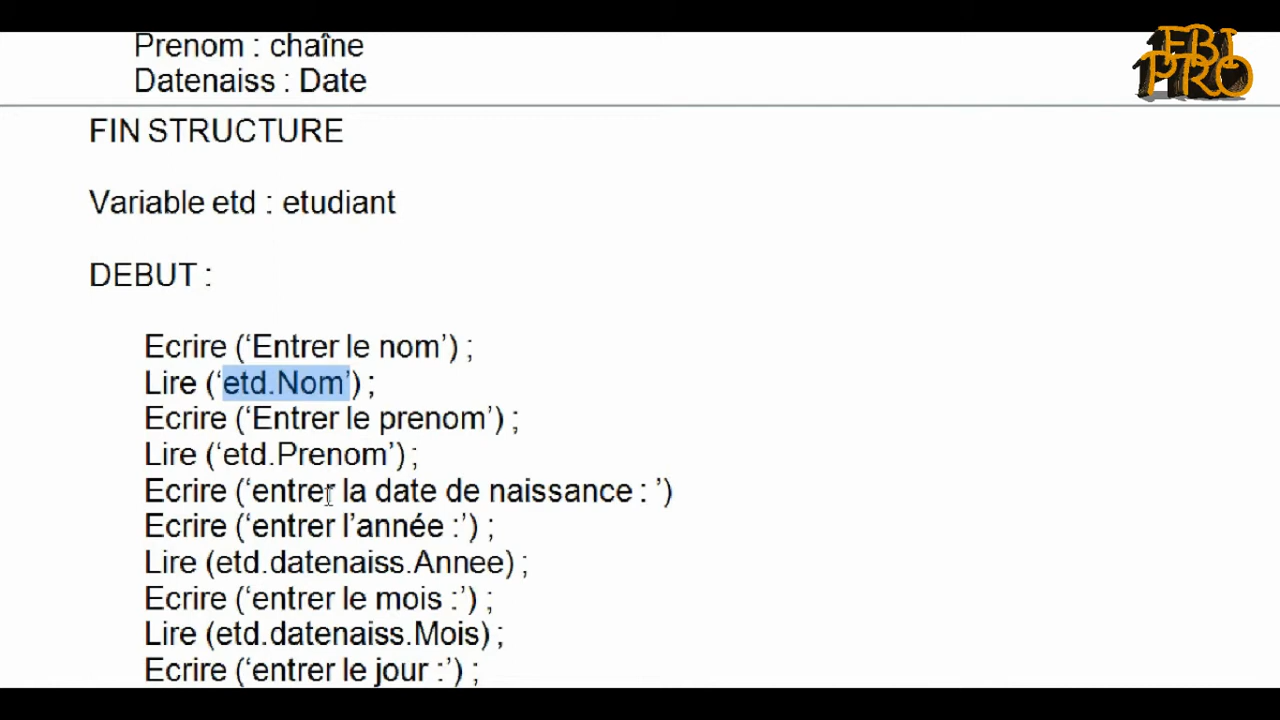 Prenom : chaîne
Datenaiss : Date
FBI
PRO
FIN STRUCTURE
Variable etd : etudiant
DEBUT :
Ecrire (‘Entrer le nom’) ;
Lire (‘etd.Nom’) ;
Ecrire (‘Entrer le prenom’) ;
Lire (‘etd.Prenom’) ;
Ecrire (‘entrer la date de naissance : ’)
Ecrire (‘entrer l’année :’) ;
Lire (etd.datenaiss.Annee) ;
Ecrire (‘entrer le mois :’) ;
Lire (etd.datenaiss.Mois) ;
Ecrire (‘entrer le jour :’) ;